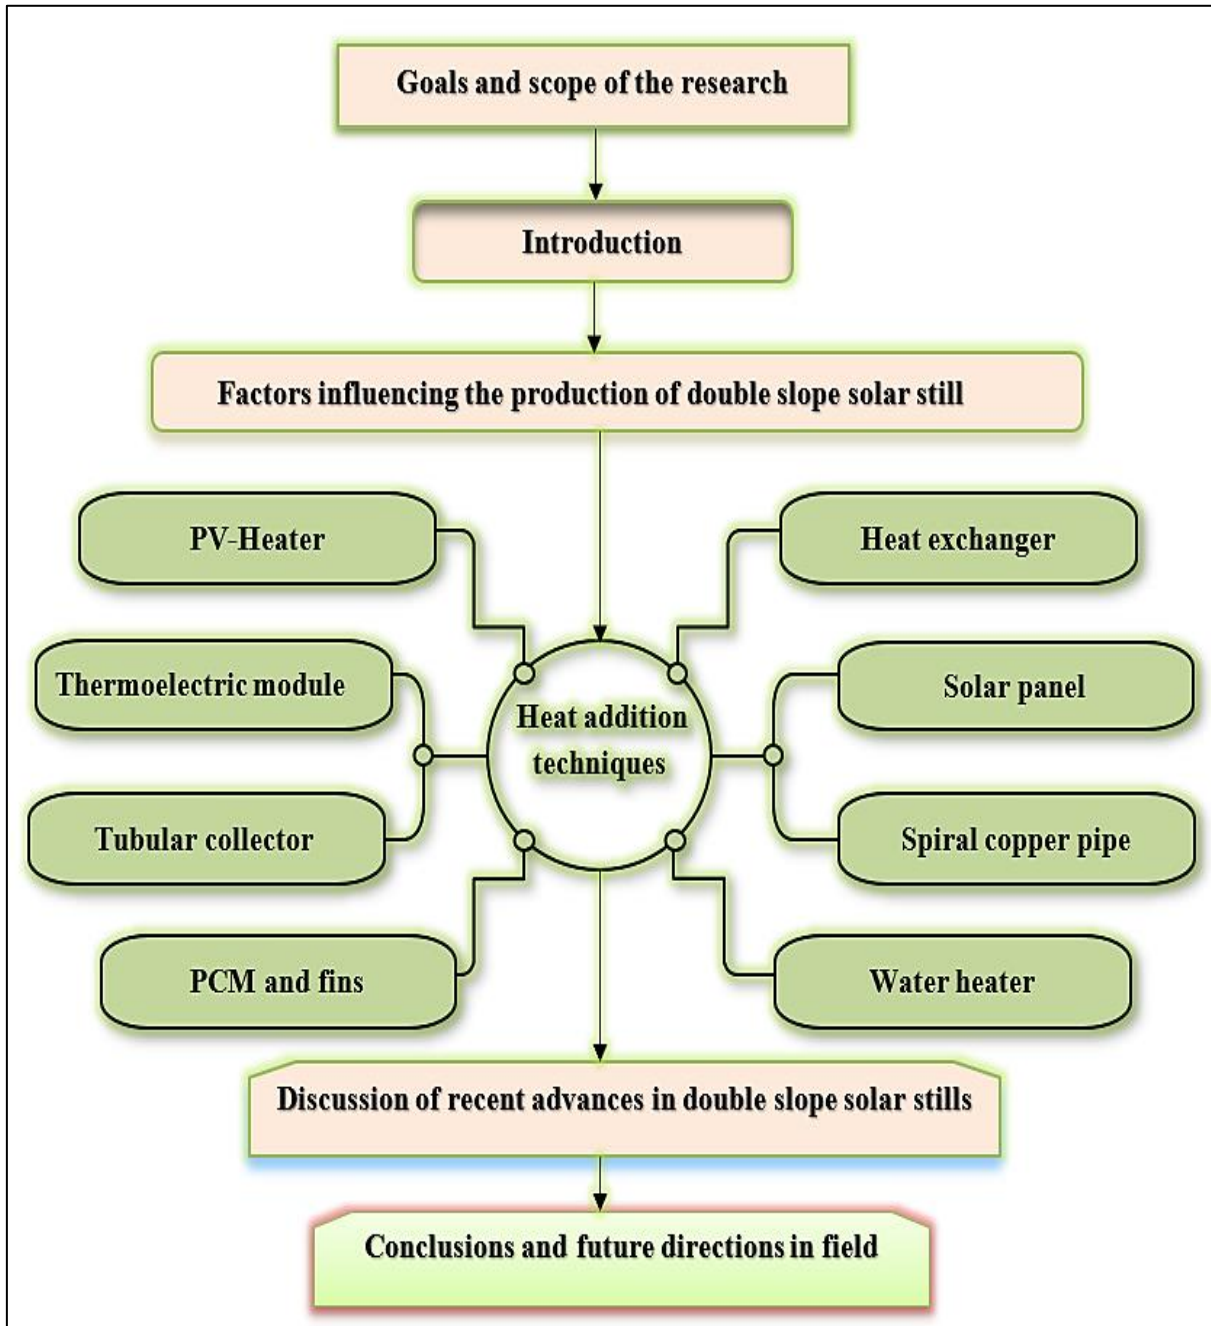 Goals and scope of the research
Introduction
Factors influencing the production of double slope solar still
PV-Heater
Heat exchanger
Thermoelectric module
Solar panel
Heat addition
techniques
Tubular collector
Spiral copper pipe
PCM and fins
Water heater
Discussion of recent advances in double slope solar stills
Conclusions and future directions in field